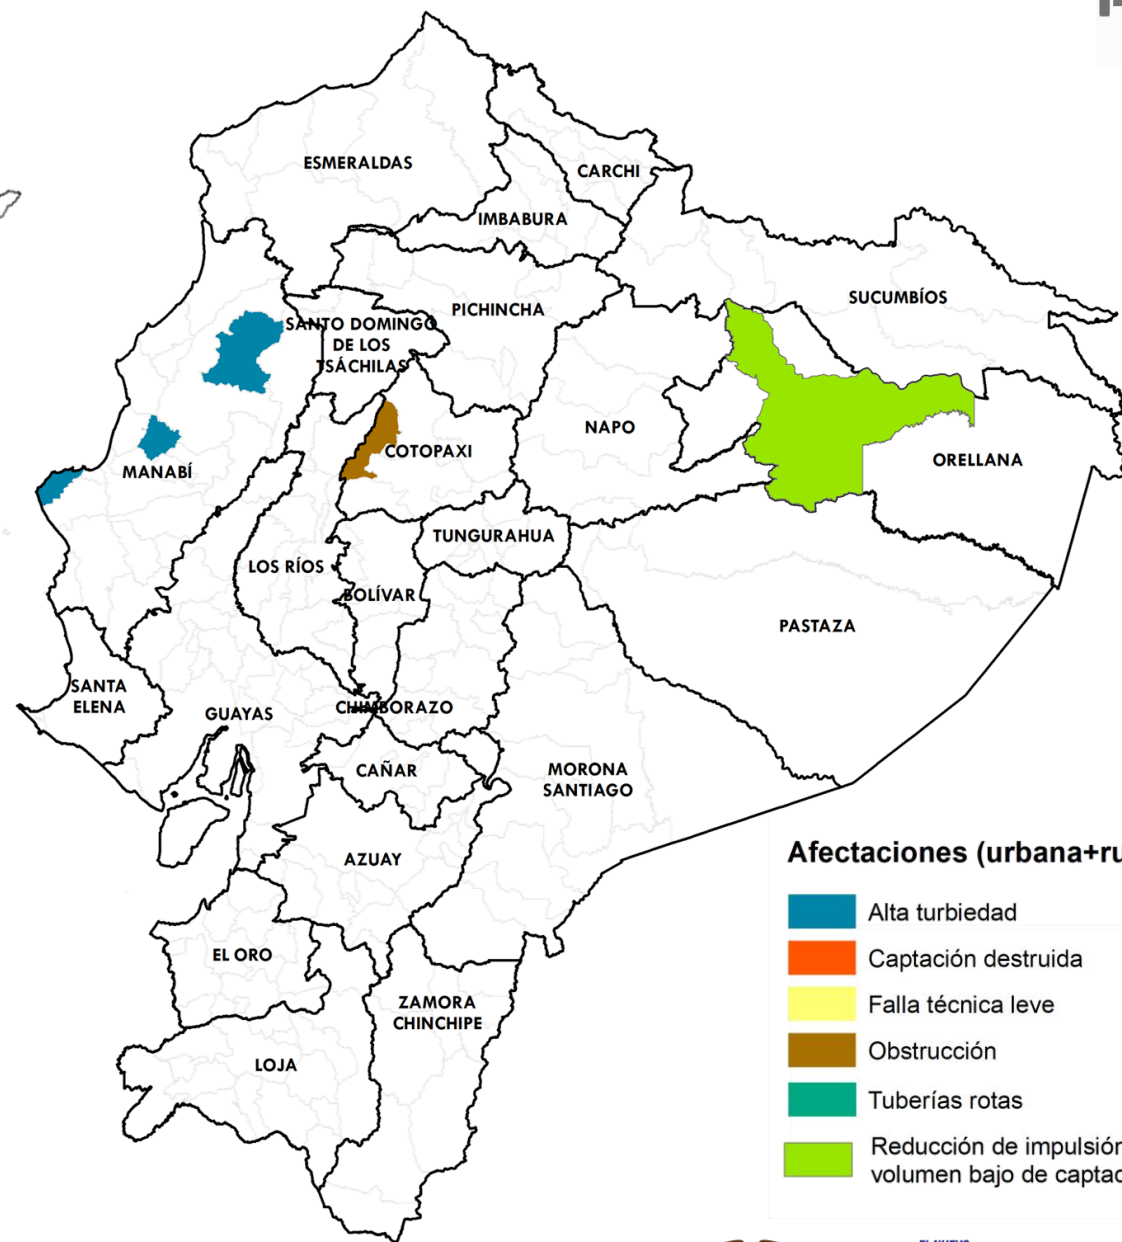 ESMERALDAS
CARCHI
IMBABURA
SUCUMBÍOS
PICHINCHA
SANTO DOMINGO
DE LOS
TSÁCHILAS
NAPO
COTOPAXI
ORELLANA
MANABÍ
TUNGURAHUA
LOS RÍOS
BOLÍVAR
PASTAZA
SANTA
ELENA
GUAYAS
CHIMBORAZO
CAÑAR
MORONA
SANTIAGO
AZUAY
EL ORO
ZAMORA
CHINCHIPE
LOJA
Afectaciones (urbana+ru
Alta turbiedad
Captación destruida
Falla técnica leve
Obstrucción
Tuberías rotas
Reducción de impulsión
volumen bajo de captac